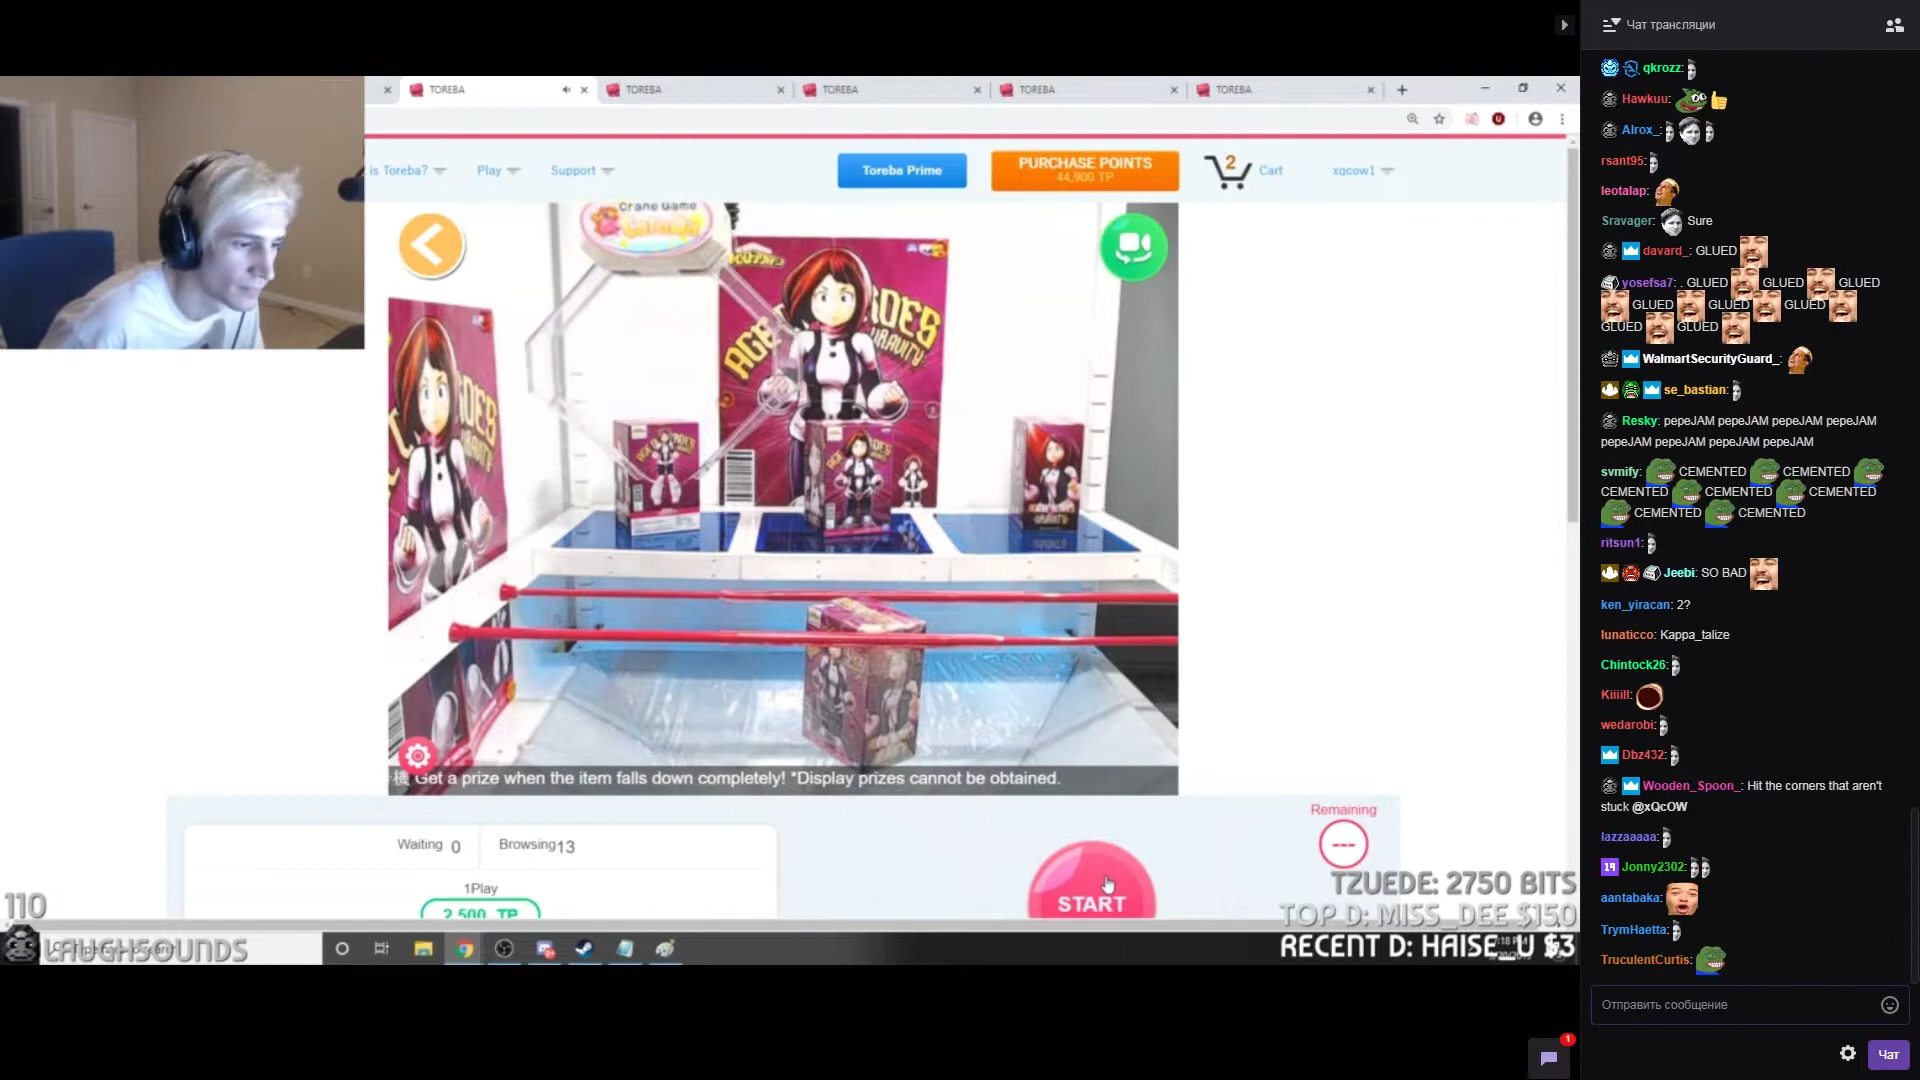 TOREBA
TOREBA
TOREBA
TOREBA
TOREBA
is Toreba?
Play
Support
Toreba Prime
PURCHASE POINTS
44,900 TP
2
Cart
xqcow1
Crane Game
Get a prize when the item falls down completely! *Display prizes cannot be obtained.
Waiting 0
Browsing13
1Play
2,500 TP
START
Remaining
---
110
LAUGHSOUNDS
TZUEDE: 2750 BITS
TOP D: MISS_DEE $150
RECENT D: HAISE_U $3
Чат трансляции
qkrozz:
Hawkuu:
Alrox_:
rsant95:
leotalap:
Sravager: Sure
davard_: GLUED
yosefsa7: . GLUED GLUED GLUED
GLUED GLUED GLUED
GLUED GLUED
WalmartSecurityGuard_:
se_bastian:
Resky: pepeJAM pepeJAM pepeJAM pepeJAM
pepeJAM pepeJAM pepeJAM pepeJAM
svmify: CEMENTED CEMENTED
CEMENTED CEMENTED CEMENTED
CEMENTED CEMENTED
ritsun1:
Jeebi: SO BAD
ken_yiracan: 2?
lunaticco: Kappa_talize
Chintock26:
Kiiiill:
wedarobi:
Dbz432:
Wooden_Spoon_: Hit the corners that aren't
stuck @xQcOW
lazzaaaaa:
19 Jonny2302:
aantabaka:
TrymHaetta:
TruculentCurtis:
Отправить сообщение
1
Чат